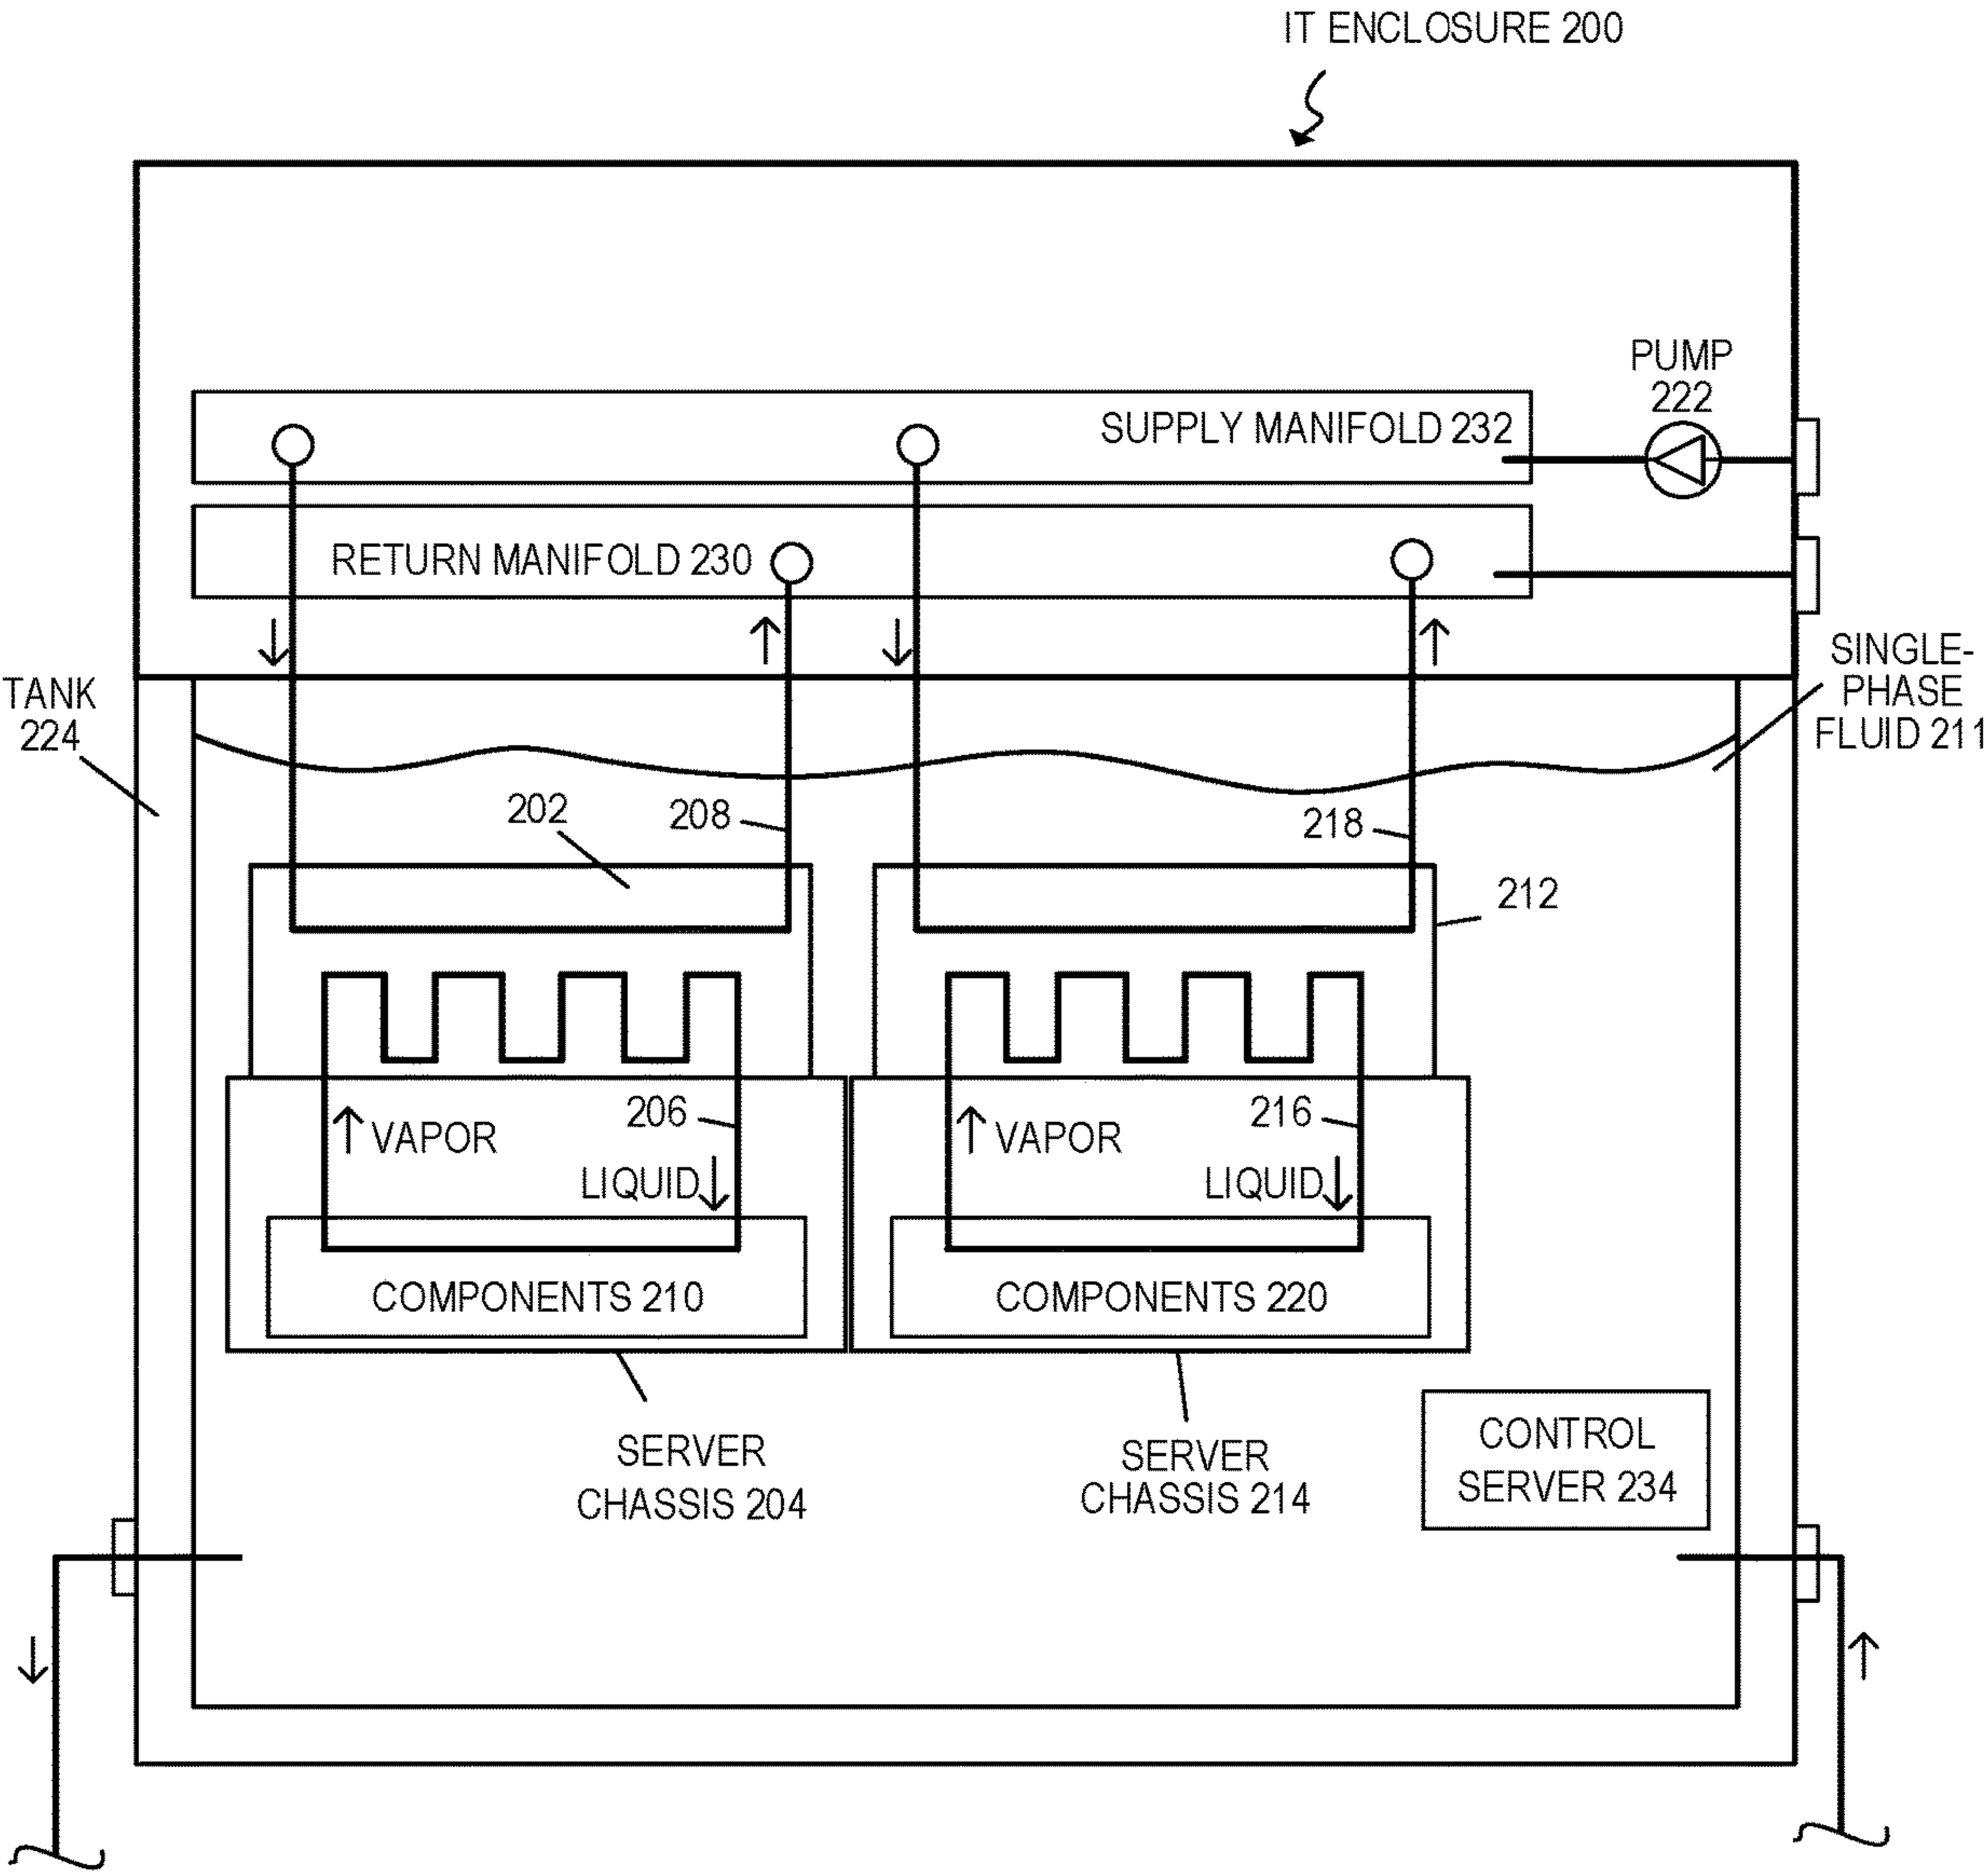 IT ENCLOSURE 200
PUMP
222
SUPPLY MANIFOLD 232
RETURN MANIFOLD 230
SINGLE-
PHASE
FLUID 211
TANK
224
202
208
218
212
206
216
VAPOR
VAPOR
LIQUID
LIQUID
COMPONENTS 210
COMPONENTS 220
SERVER
CHASSIS 204
SERVER
CHASSIS 214
CONTROL
SERVER 234